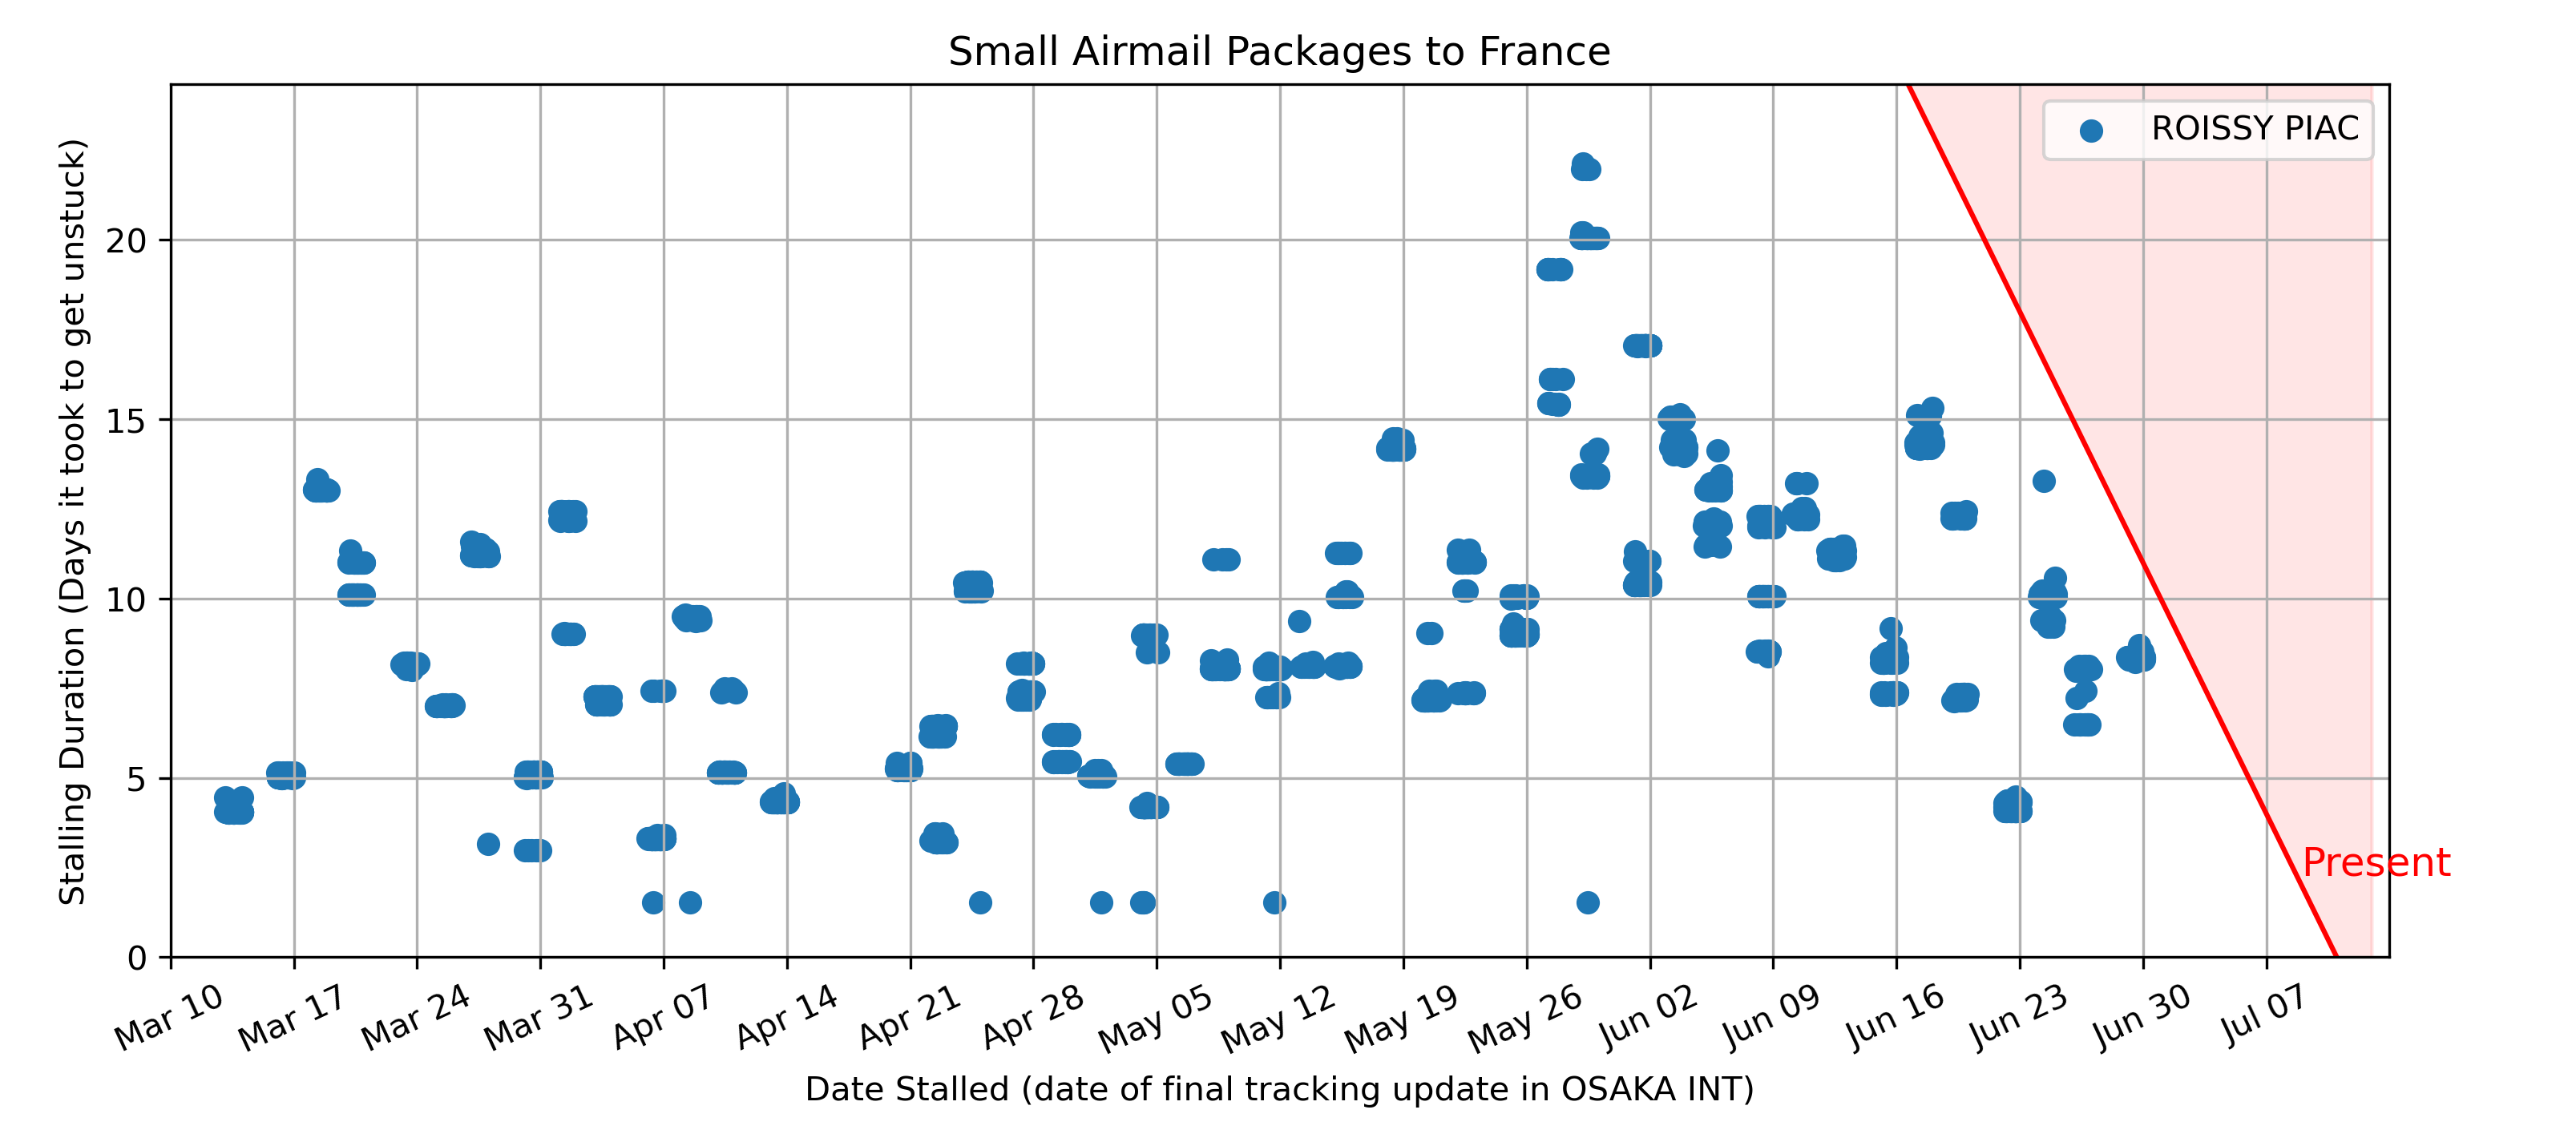 Small Airmail Packages to France
ROISSY PIAC
Stalling Duration (Days it took to get unstuck)
20
15
10
5
0
Present
Mar 10
Mar 17
Mar 24
Mar 31
Apr 07
Apr 14
Apr 21
Apr 28
May 05
May 12
May 19
May 26
Jun 02
Jun 09
Jun 16
Jun 23
Jun 30
Jul 07
Date Stalled (date of final tracking update in OSAKA INT)